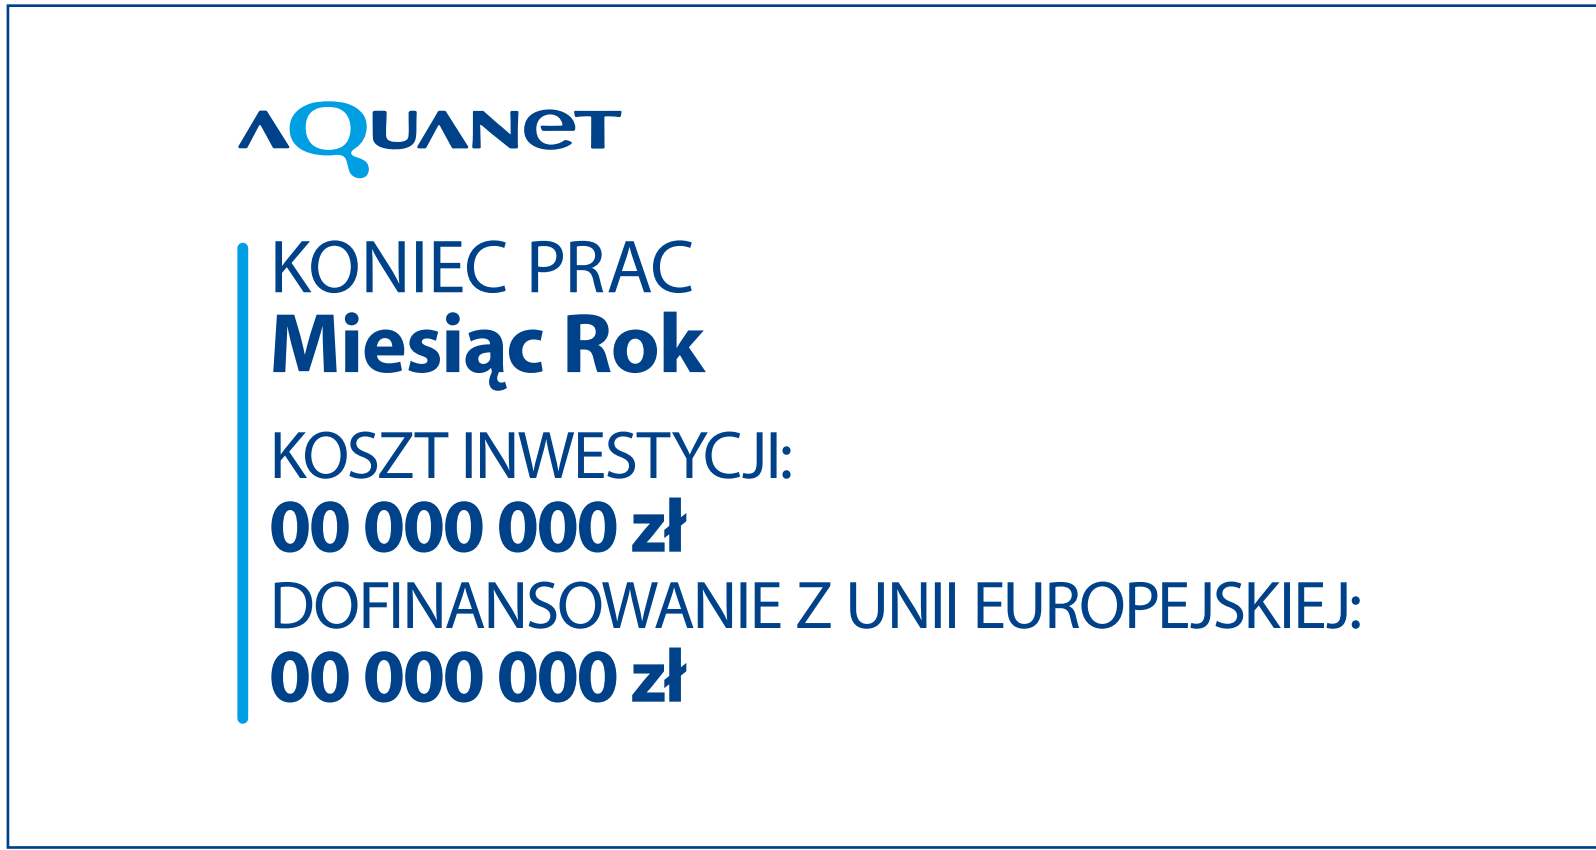 AQUANET
KONIEC PRAC
Miesiąc Rok
KOSZT INWESTYCJI:
00 000 000 zł
DOFINANSOWANIE Z UNII EUROPEJSKIEJ:
00 000 000 zł